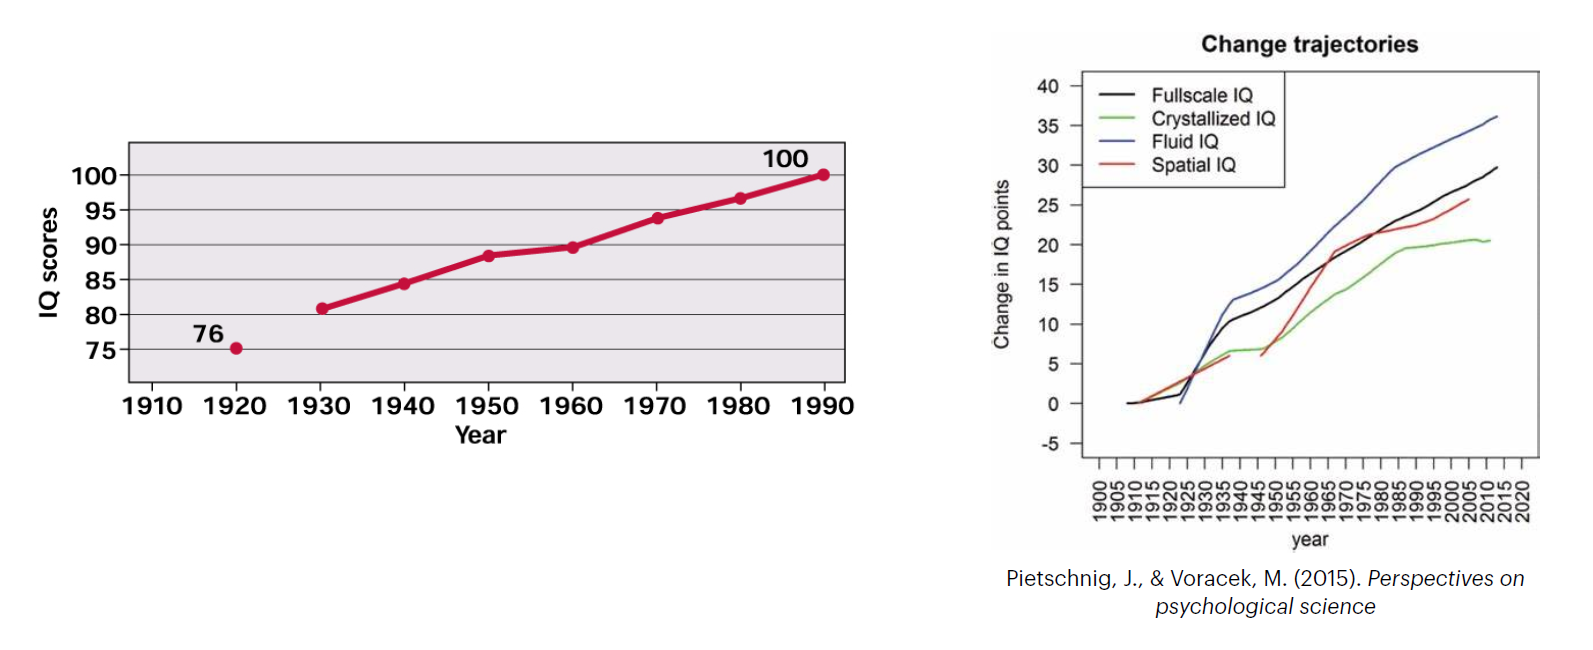 100
100
95
90
85
80
75
76
IQ scores
1910 1920 1930 1940 1950 1960 1970 1980 1990
Year
Change trajectories
Fullscale IQ
Crystallized IQ
Fluid IQ
Spatial IQ
40
35
30
25
20
15
10
5
0
-5
Change in IQ points
1900 1905 1910 1915 1920 1925 1930 1935 1940 1945 1950 1955 1960 1965 1970 1975 1980 1985 1990 1995 2000 2005 2010 2015 2020
year
Pietschnig, J., & Voracek, M. (2015). Perspectives on
psychological science